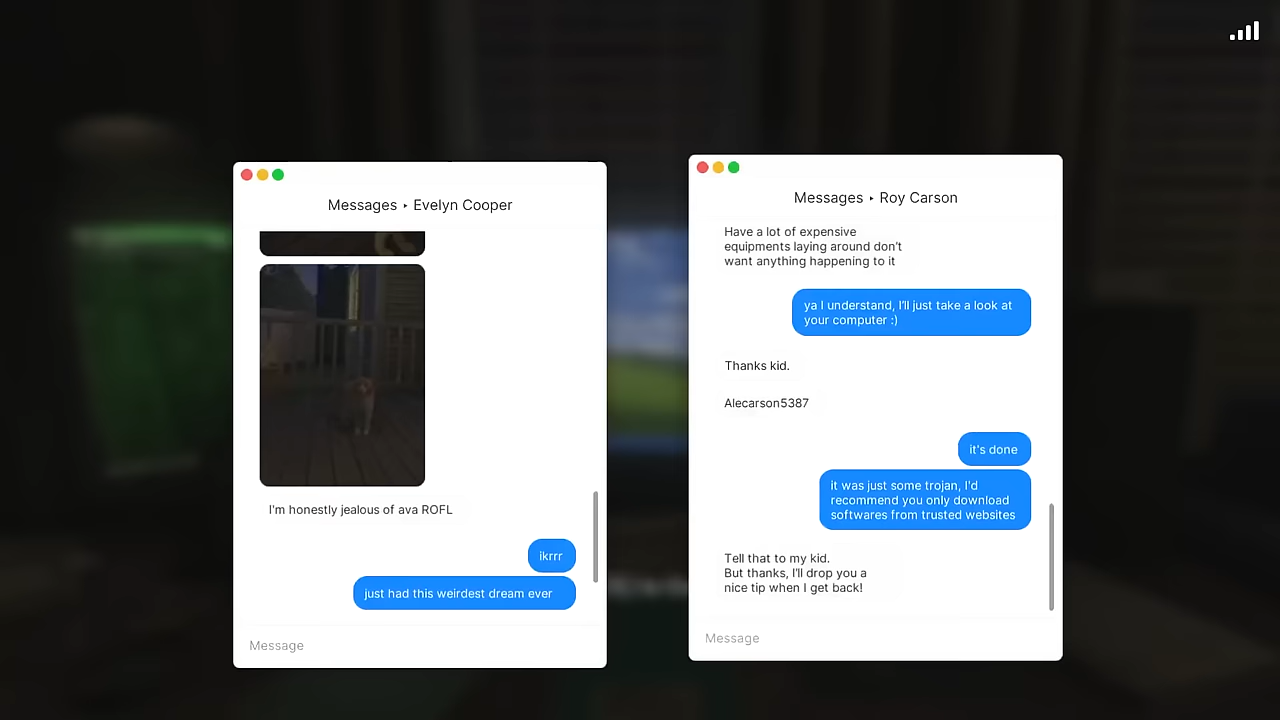 Messages ‣ Evelyn Cooper
I'm honestly jealous of ava ROFL
ikrrr
just had this weirdest dream ever
Message
Messages ‣ Roy Carson
Have a lot of expensive
equipments laying around don't
want anything happening to it
ya I understand, I'll just take a look at
your computer :)
Thanks kid.
Alecarson5387
it's done
it was just some trojan, I'd
recommend you only download
softwares from trusted websites
Tell that to my kid.
But thanks, I'll drop you a
nice tip when I get back!
Message